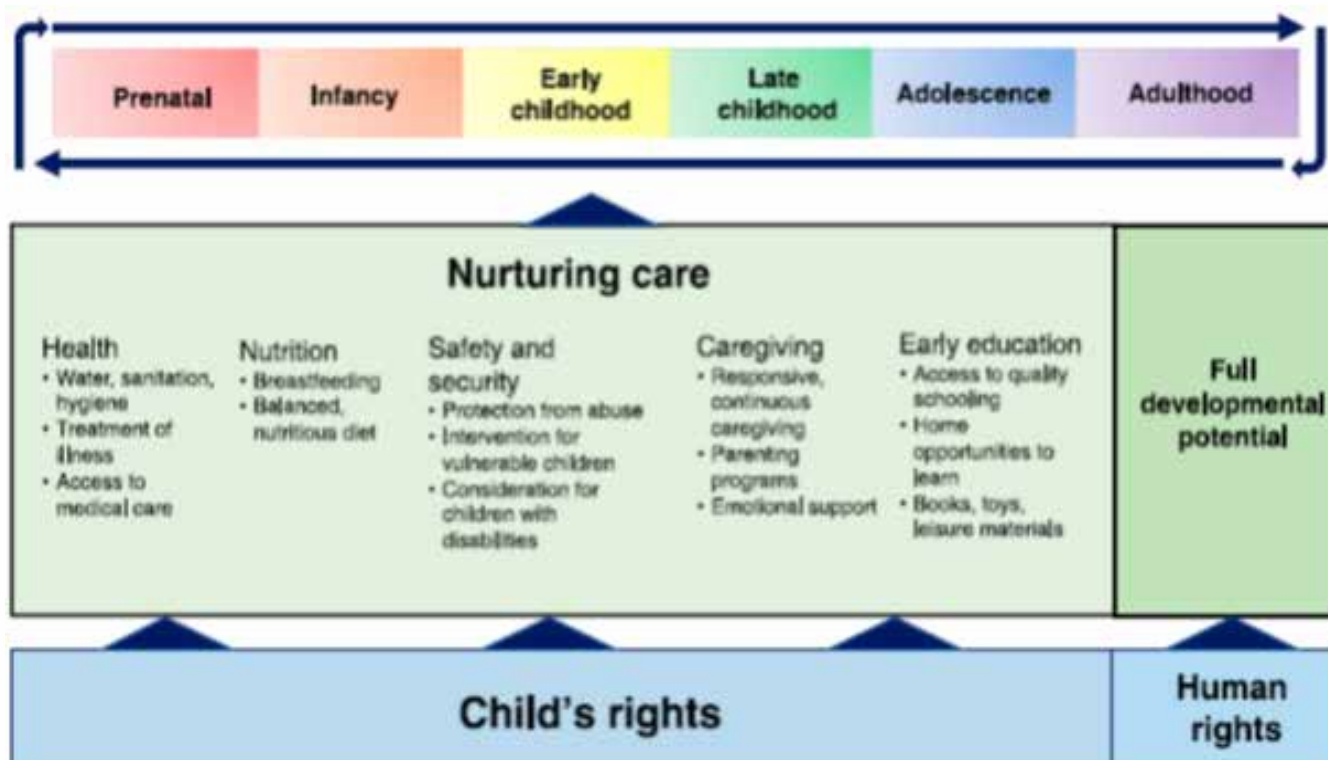 Prenatal
Infancy
Early
childhood
Late
childhood
Adolescence
Adulthood
Nurturing care
Health
• Water, sanitation,
hygiene
• Treatment of
illness
• Access to
medical care
Nutrition
• Breastfeeding
• Balanced,
nutritious diet
Safety and
security
• Protection from abuse
• Intervention for
vulnerable children
• Consideration for
children with
disabilities
Caregiving
• Responsive,
continuous
caregiving
• Parenting
programs
• Emotional support
Early education
• Access to quality
schooling
• Home
opportunities to
learn
• Books, toys,
leisure materials
Full
developmental
potential
Child's rights
Human
rights